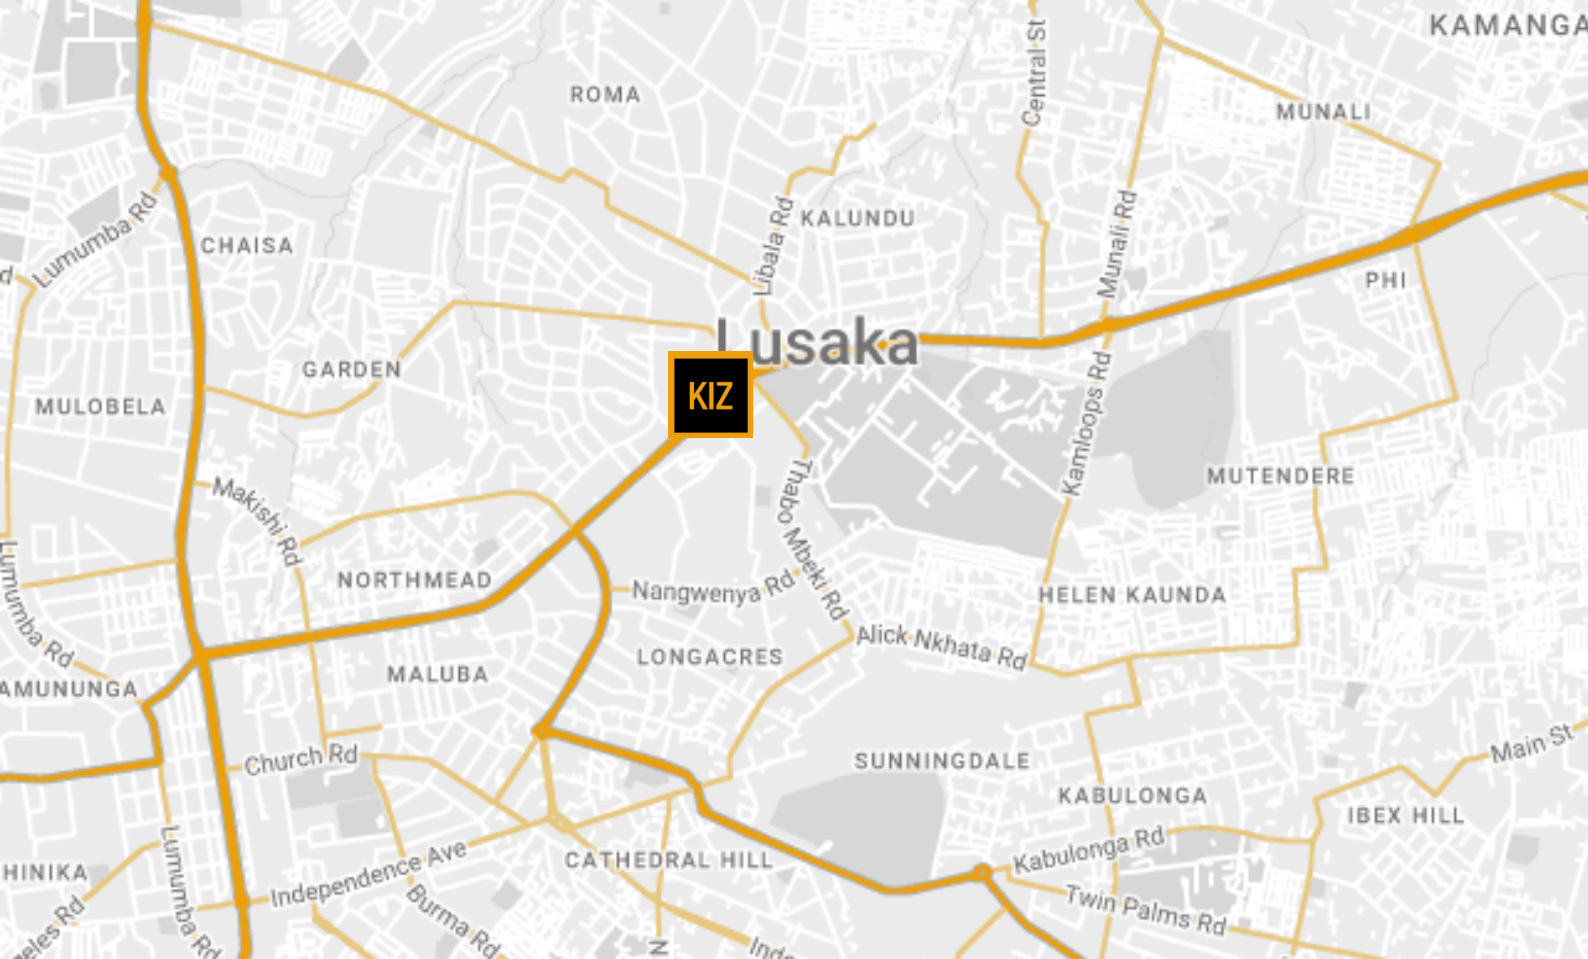 KAMANGA
Central St
ROMA
MUNALI
Lumumba Rd
Libala Rd
KALUNDU
Munali Rd
CHAISA
d
PHI
Lusaka
GARDEN
KIZ
MULOBELA
Kamloops Rd
MUTENDERE
Makishi Rd
Thabo Mbeki Rd
Lumumba Rd
NORTHMEAD
Nangwenya Rd
HELEN KAUNDA
Alick Nkhata Rd
LONGACRES
MALUBA
AMUNUNGA
Church Rd
SUNNINGDALE
Main St
KABULONGA
IBEX HILL
Lumumba Rd
Kabulonga Rd
CATHEDRAL HILL
HINIKA
Independence Ave
Burma Rd
Twin Palms Rd
eles Rd
N
Inde